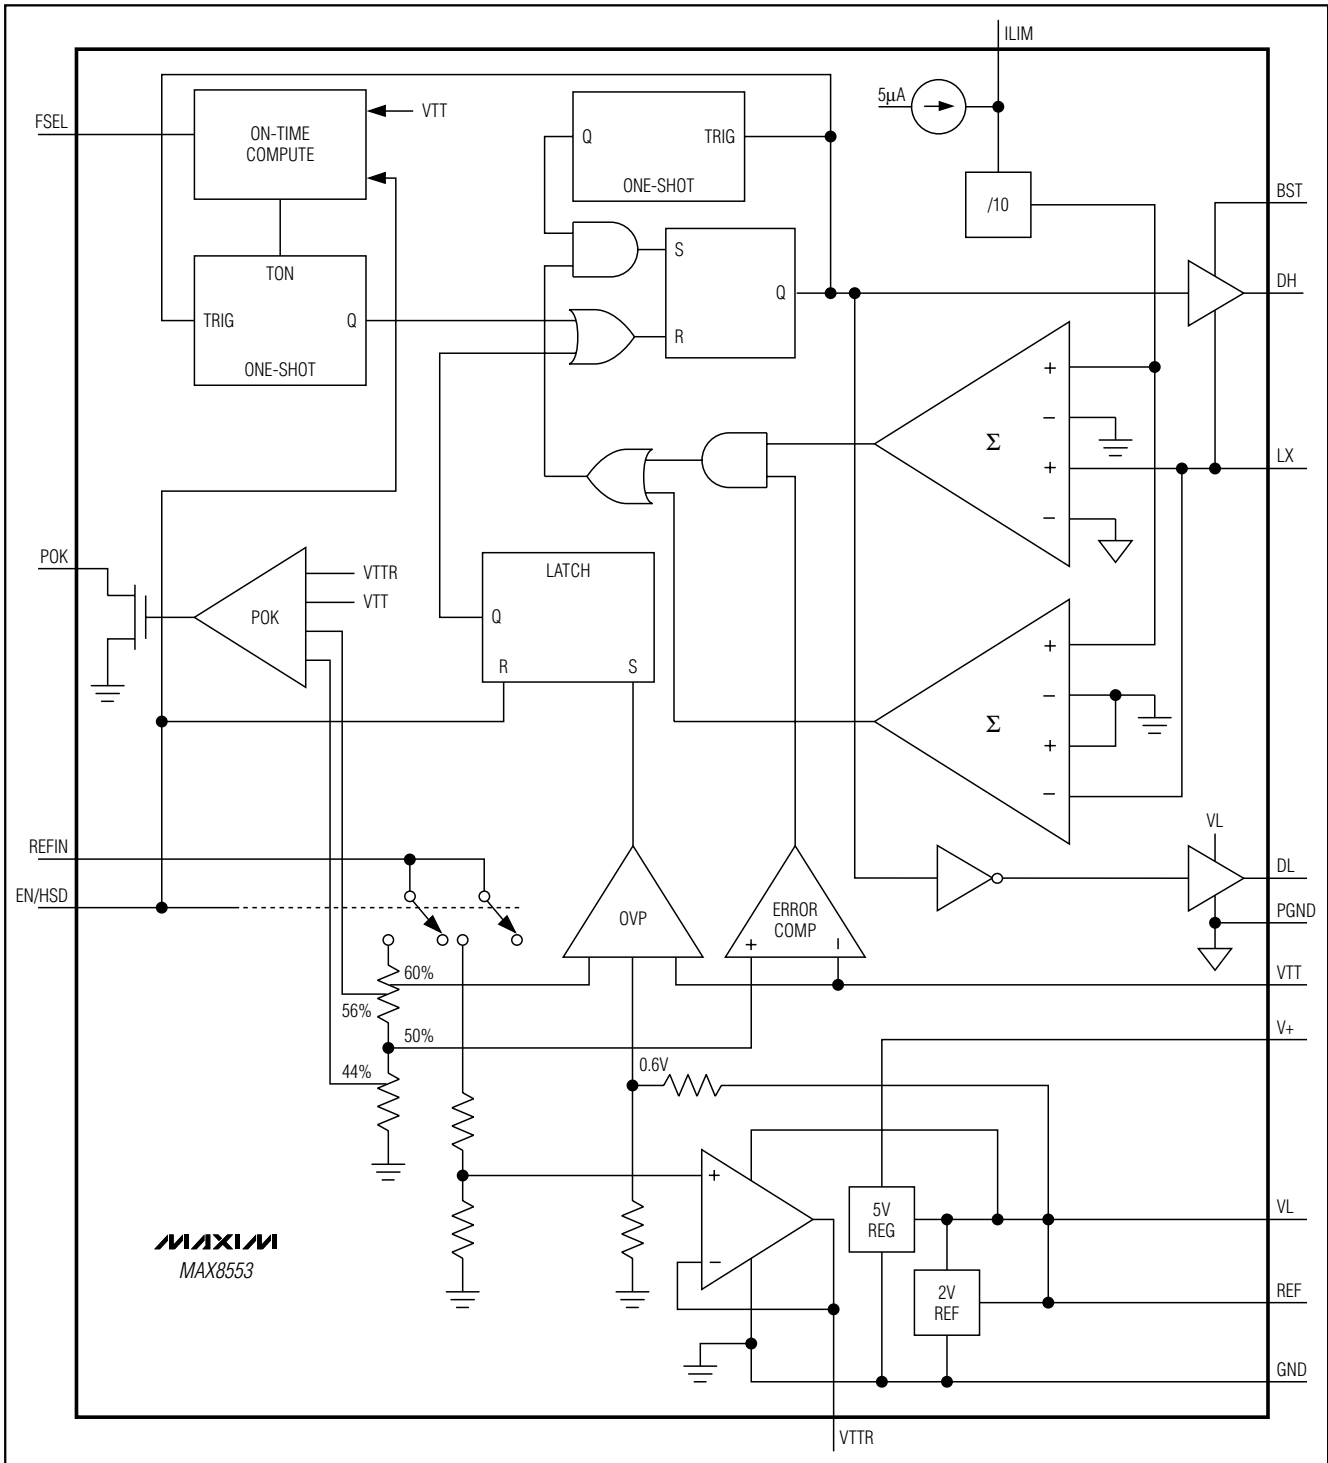 ILIM
5µA
FSEL
ON-TIME
COMPUTE
VTT
Q
TRIG
ONE-SHOT
/10
BST
TON
TRIG
Q
ONE-SHOT
S
Q
R
DH
+
−
Σ
+
−
LX
POK
POK
VTTR
VTT
LATCH
Q
R
S
+
−
Σ
+
−
REFIN
EN/HSD
OVP
ERROR
COMP
+
−
VL
DL
PGND
VTT
60%
56%
50%
44%
0.6V
V+
+
−
5V
REG
VL
2V
REF
REF
GND
MAXIM
MAX8553
VTTR